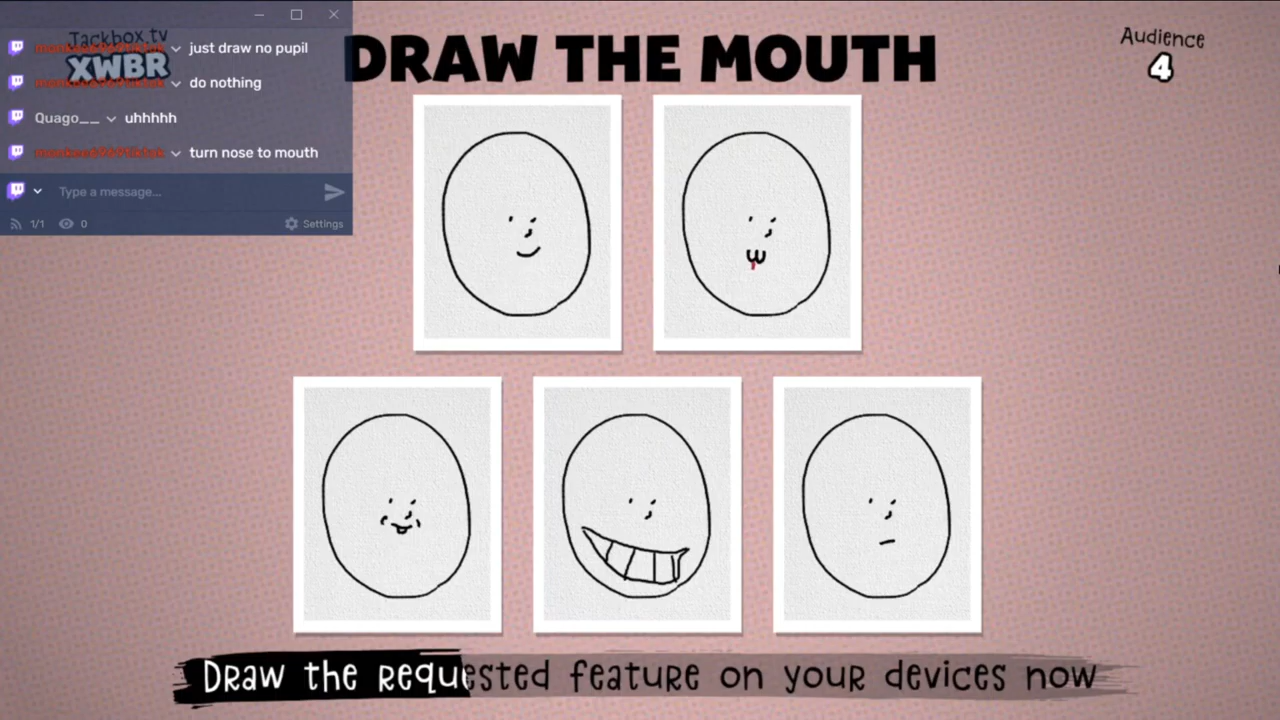 Jackbox.tv
XWBR
just draw no pupil
do nothing
Quago__ uhhhhh
turn nose to mouth
Type a message...
1/1 0 Settings
DRAW THE MOUTH
Audience
4
Draw the requested feature on your devices now